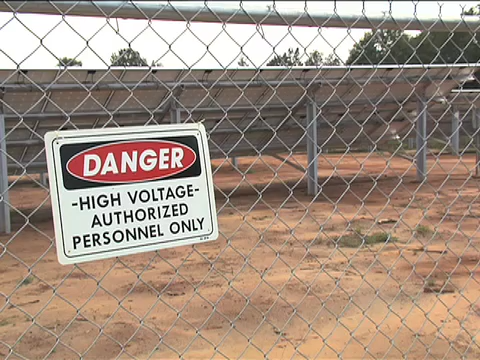 DANGER
-HIGH VOLTAGE-
AUTHORIZED
PERSONNEL ONLY